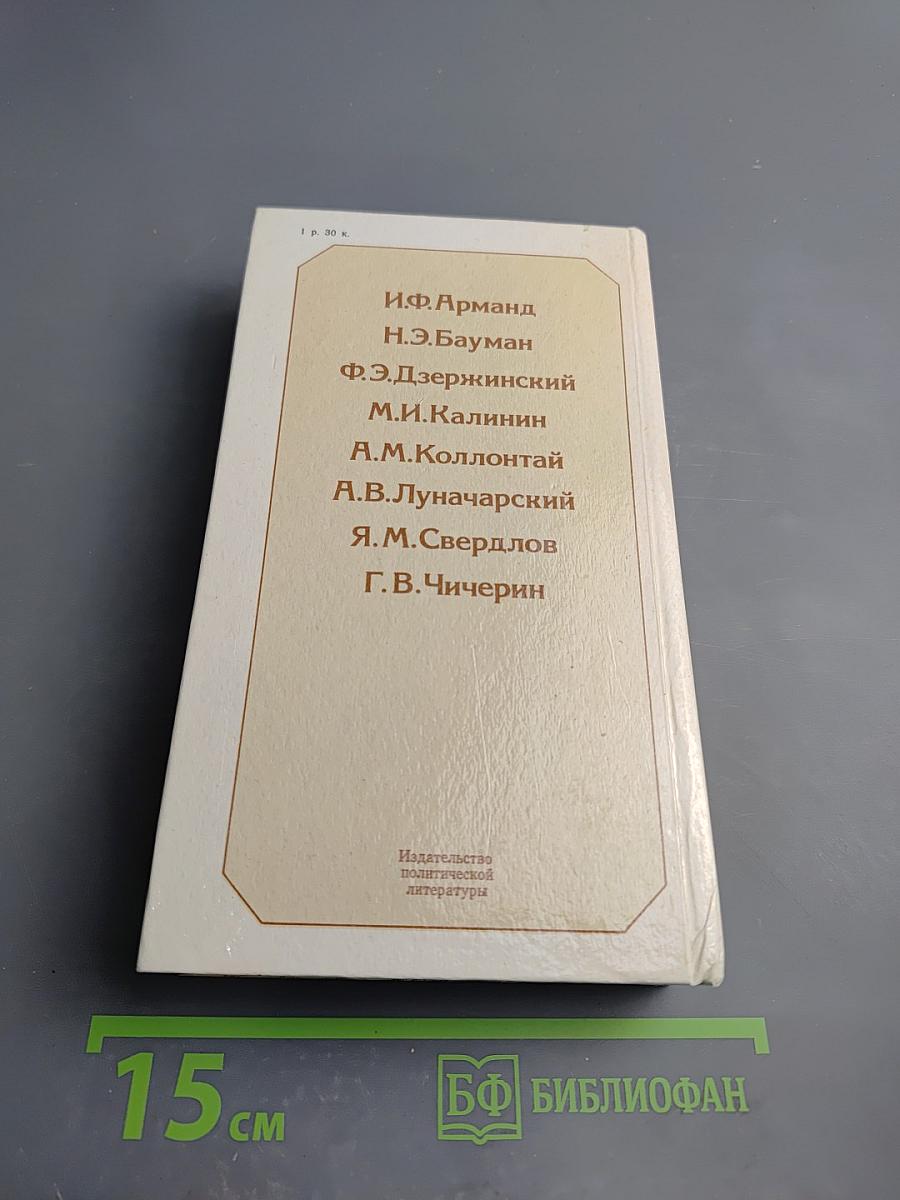 1 р. 30 к.
И.Ф.Арманд
Н.Э.Бауман
Ф.Э.Дзержинский
М.И.Калинин
А.М.Коллонтай
А.В.Луначарский
Я.М.Свердлов
Г.В.Чичерин
Издательство
политической
литературы
15 см
БФ БИБЛИОФАН